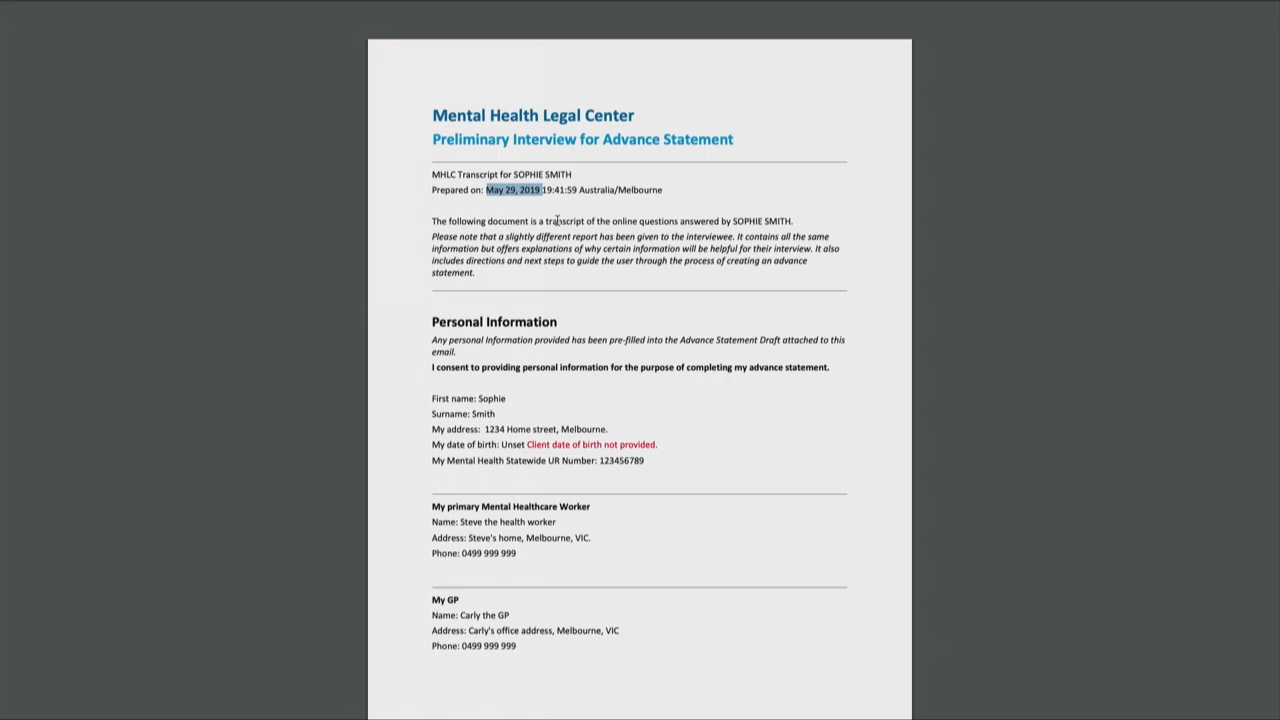 Mental Health Legal Center
Preliminary Interview for Advance Statement
MHLC Transcript for SOPHIE SMITH
Prepared on: May 29, 2019 19:41:59 Australia/Melbourne
The following document is a transcript of the online questions answered by SOPHIE SMITH.
Please note that a slightly different report has been given to the interviewee. It contains all the same
information but offers explanations of why certain information will be helpful for their interview. It also
includes directions and next steps to guide the user through the process of creating an advance
statement.
Personal Information
Any personal information provided has been pre-filled into the Advance Statement Draft attached to this
email.
I consent to providing personal information for the purpose of completing my advance statement.
First name: Sophie
Surname: Smith
My address: 1234 Home street, Melbourne.
My date of birth: Unset Client date of birth not provided.
My Mental Health Statewide UR Number: 123456789
My primary Mental Healthcare Worker
Name: Steve the health worker
Address: Steve's home, Melbourne, VIC.
Phone: 0499 999 999
My GP
Name: Carly the GP
Address: Carly's office address, Melbourne, VIC
Phone: 0499 999 999